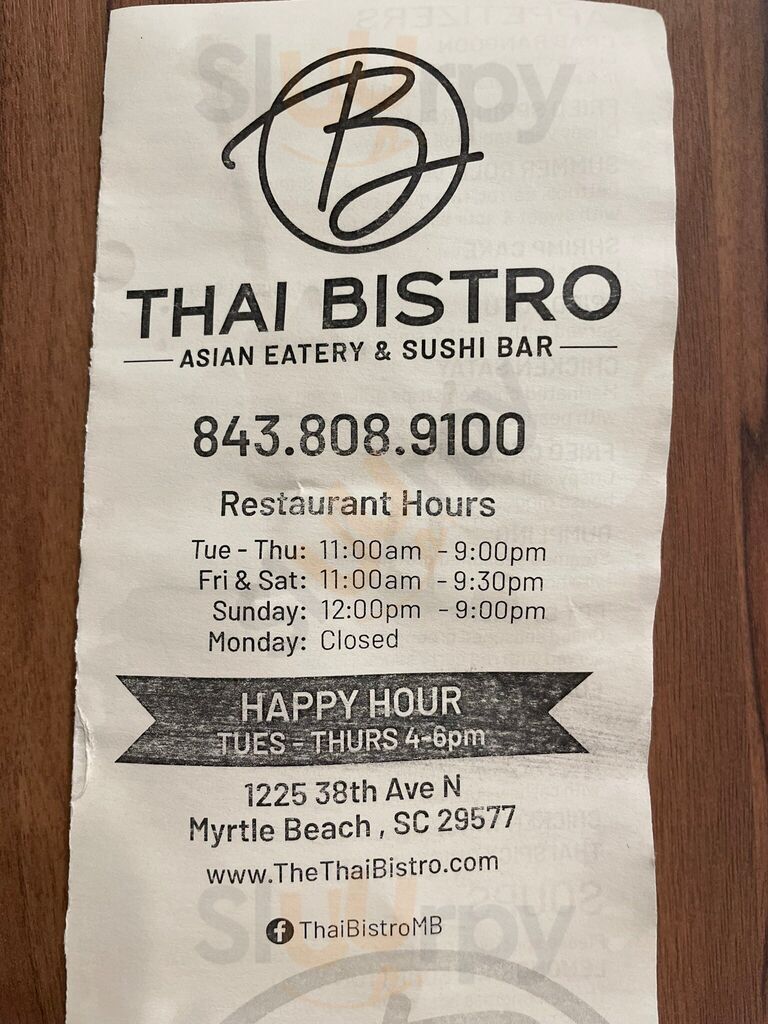 Sluurpy
B
THAI BISTRO
ASIAN EATERY & SUSHI BAR
843.808.9100
Restaurant Hours
Tue - Thu: 11:00am - 9:00pm
Fri & Sat: 11:00am - 9:30pm
Sunday: 12:00pm - 9:00pm
Monday: Closed
HAPPY HOUR
TUES - THURS 4-6pm
1225 38th Ave N
Myrtle Beach , SC 29577
www.TheThaiBistro.com
f ThaiBistroMB
Sluurpy